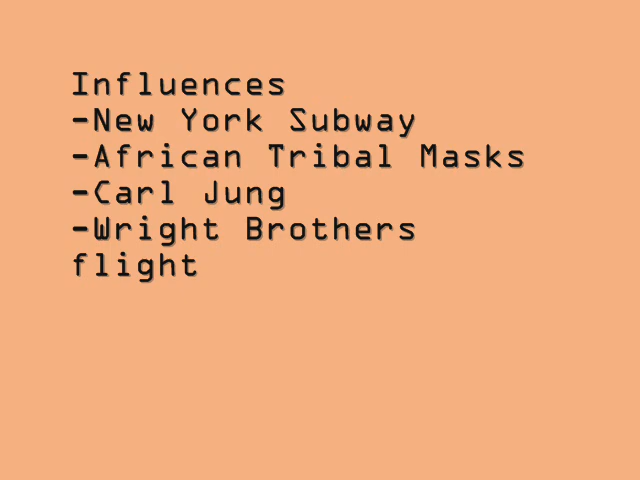 Influences
-New York Subway
-African Tribal Masks
-Carl Jung
-Wright Brothers
flight